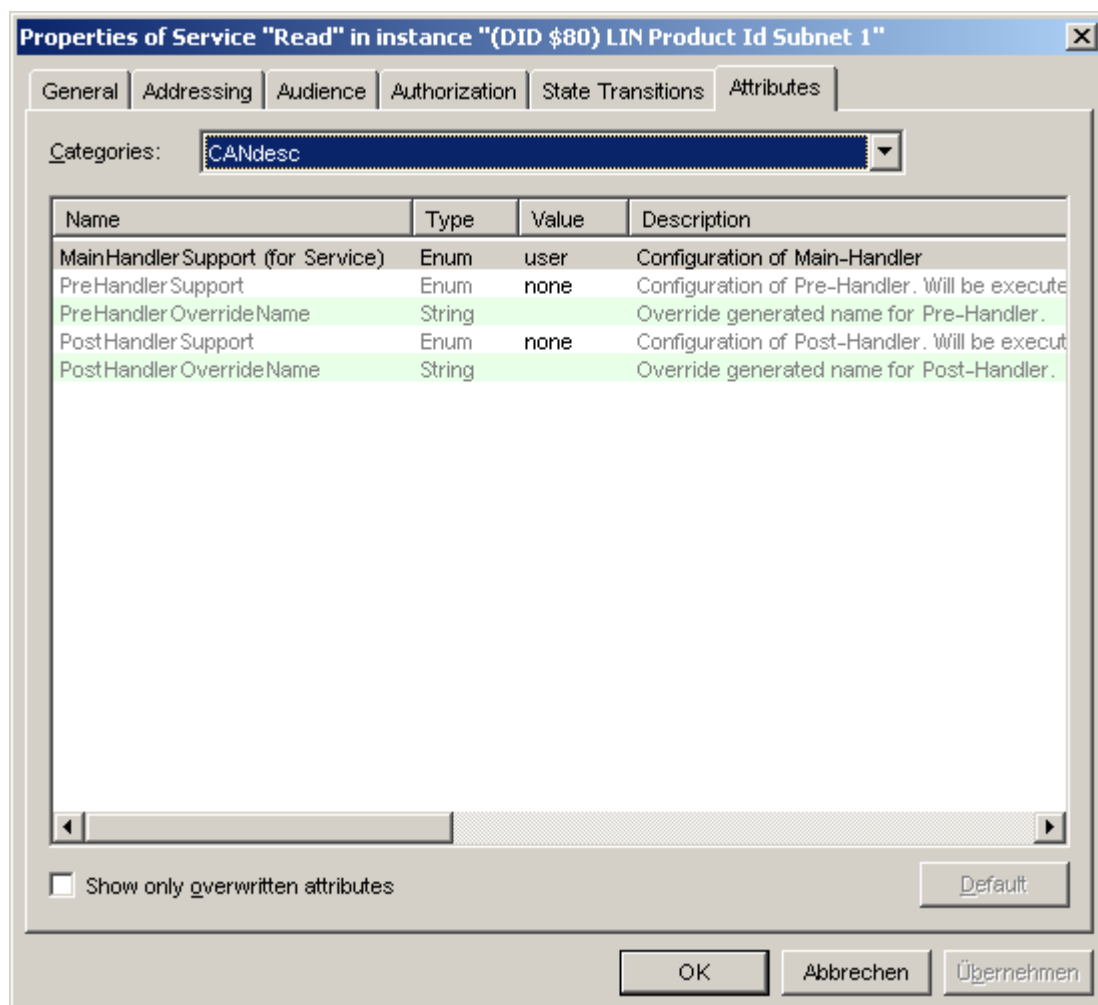 Properties of Service "Read" in instance "(DID $80) LIN Product Id Subnet 1"
General Addressing Audience Authorization State Transitions Attributes
Categories: CANdesc
Name Type Value Description
MainHandlerSupport (for Service) Enum user Configuration of Main-Handler
PreHandlerSupport Enum none Configuration of Pre-Handler. Will be execute
PreHandlerOverrideName String Override generated name for Pre-Handler.
PostHandlerSupport Enum none Configuration of Post-Handler. Will be execut
PostHandlerOverrideName String Override generated name for Post-Handler.
Show only overwritten attributes Default
OK Abbrechen Übernehmen